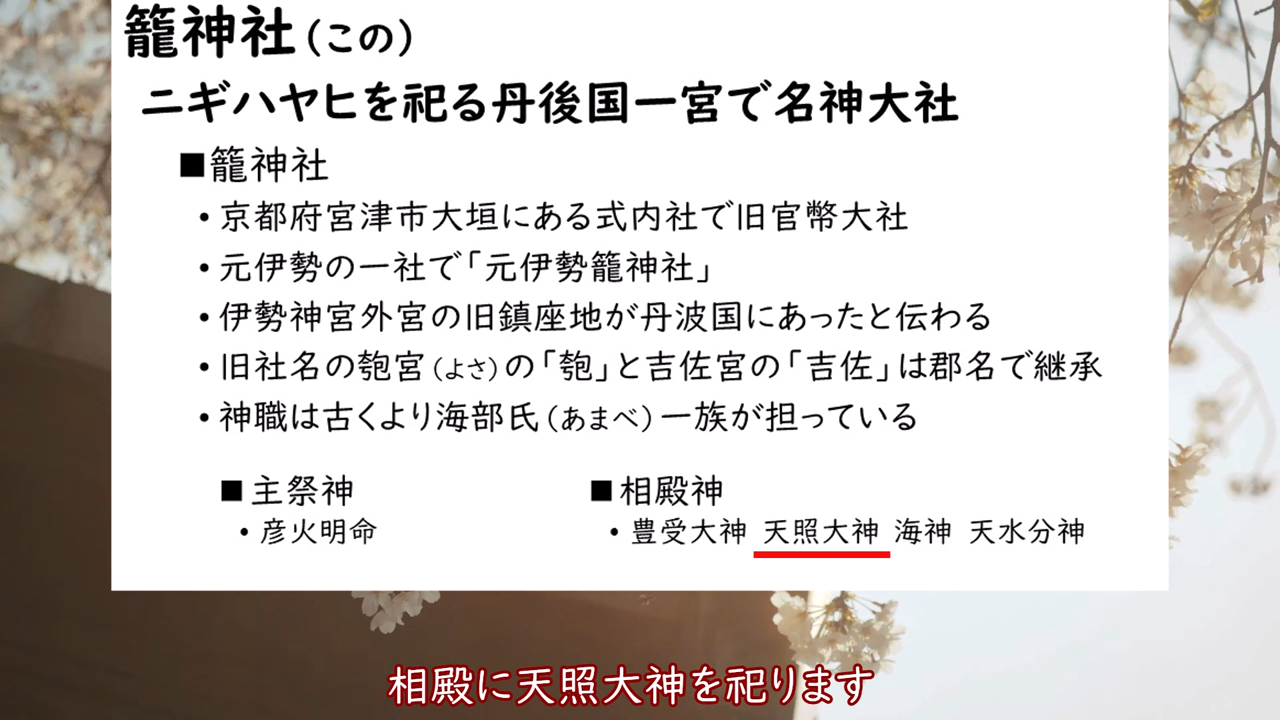 籠神社（この）
ニギハヤヒを祀る丹後国一宮で名神大社
■籠神社
・京都府宮津市大垣にある式内社で旧官幣大社
・元伊勢の一社で「元伊勢籠神社」
・伊勢神宮外宮の旧鎮座地が丹波国にあったと伝わる
・旧社名の匏宮（よさ）の「匏」と吉佐宮の「吉佐」は郡名で継承
・神職は古くより海部氏（あまべ）一族が担っている
■主祭神
・彦火明命
■相殿神
・豊受大神 天照大神 海神 天水分神
相殿に天照大神を祀ります